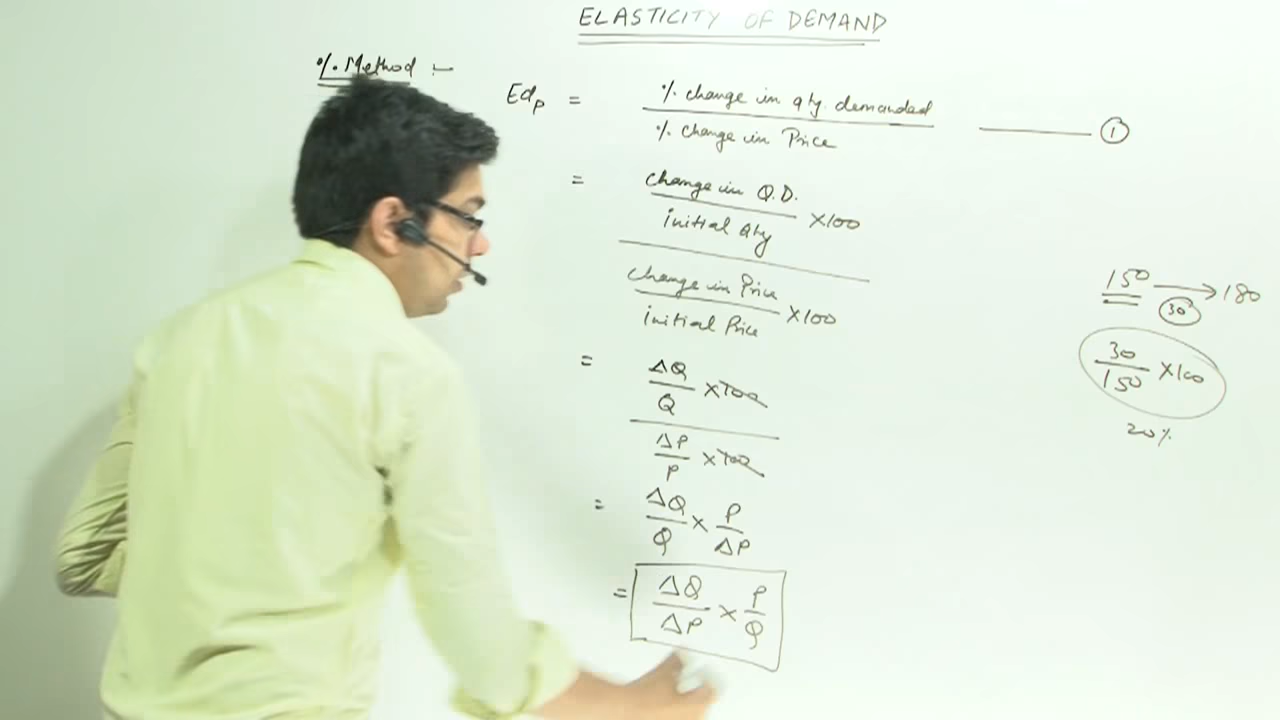 ELASTICITY OF DEMAND
% Method :-
Edp = % change in qty. demanded / % change in Price ——— ①
= change in Q.D. / initial Qty × 100
change in Price / initial Price × 100
= ΔQ / Q × 100
ΔP / P × 100
= ΔQ / Q × P / ΔP
= ΔQ / ΔP × P / Q
150 → 180
30
30 / 150 × 100
20%